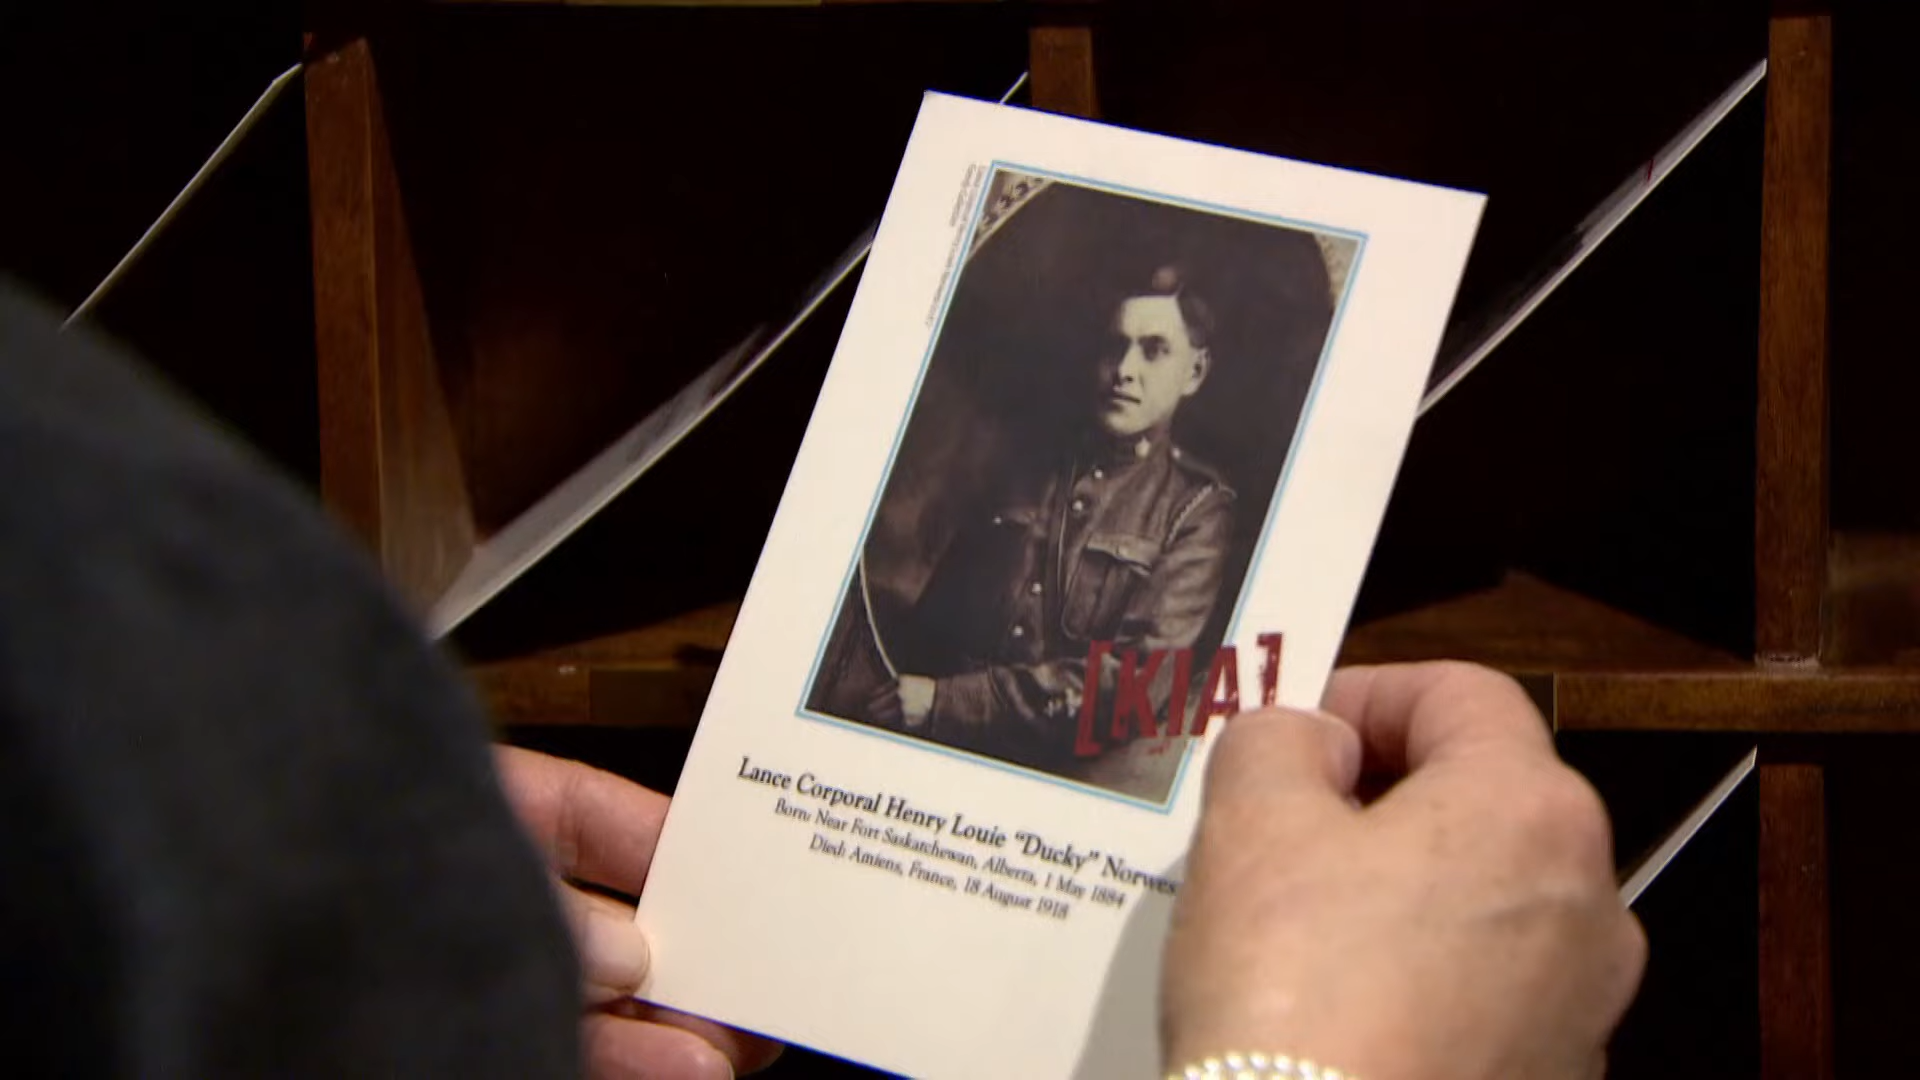 [KIA]
Lance Corporal Henry Louie “Ducky” Norwes
Born: Near Fort Saskatchewan, Alberta, 1 May 1884
Died: Amiens, France, 18 August 1918